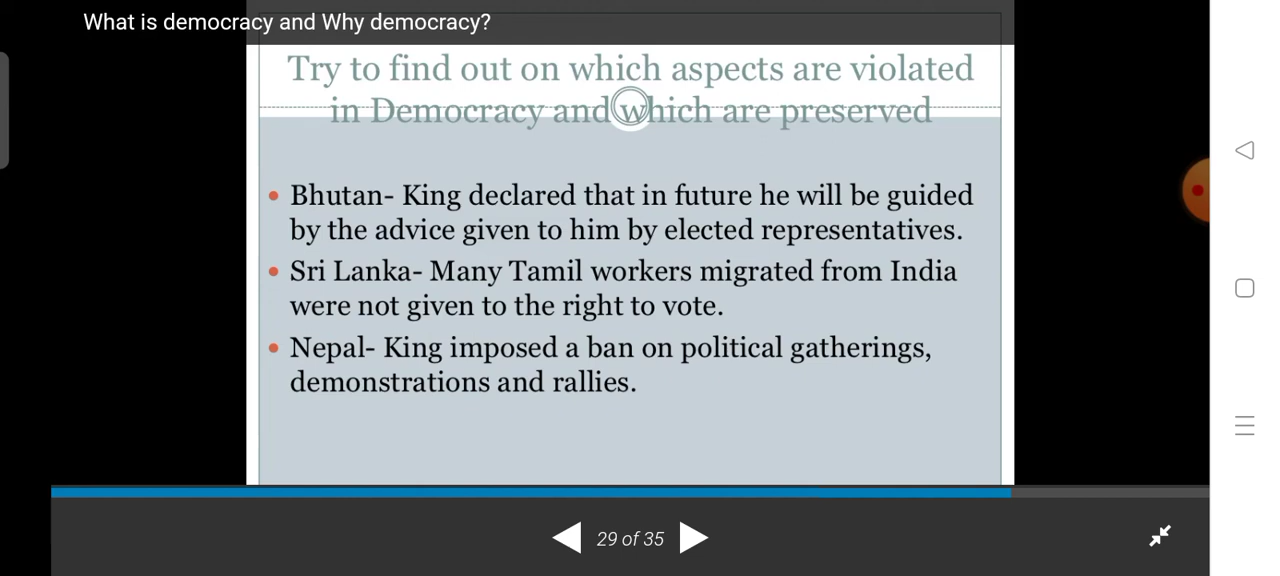 What is democracy and Why democracy?
Try to find out on which aspects are violated
in Democracy and which are preserved
• Bhutan- King declared that in future he will be guided
by the advice given to him by elected representatives.
• Sri Lanka- Many Tamil workers migrated from India
were not given to the right to vote.
• Nepal- King imposed a ban on political gatherings,
demonstrations and rallies.
29 of 35